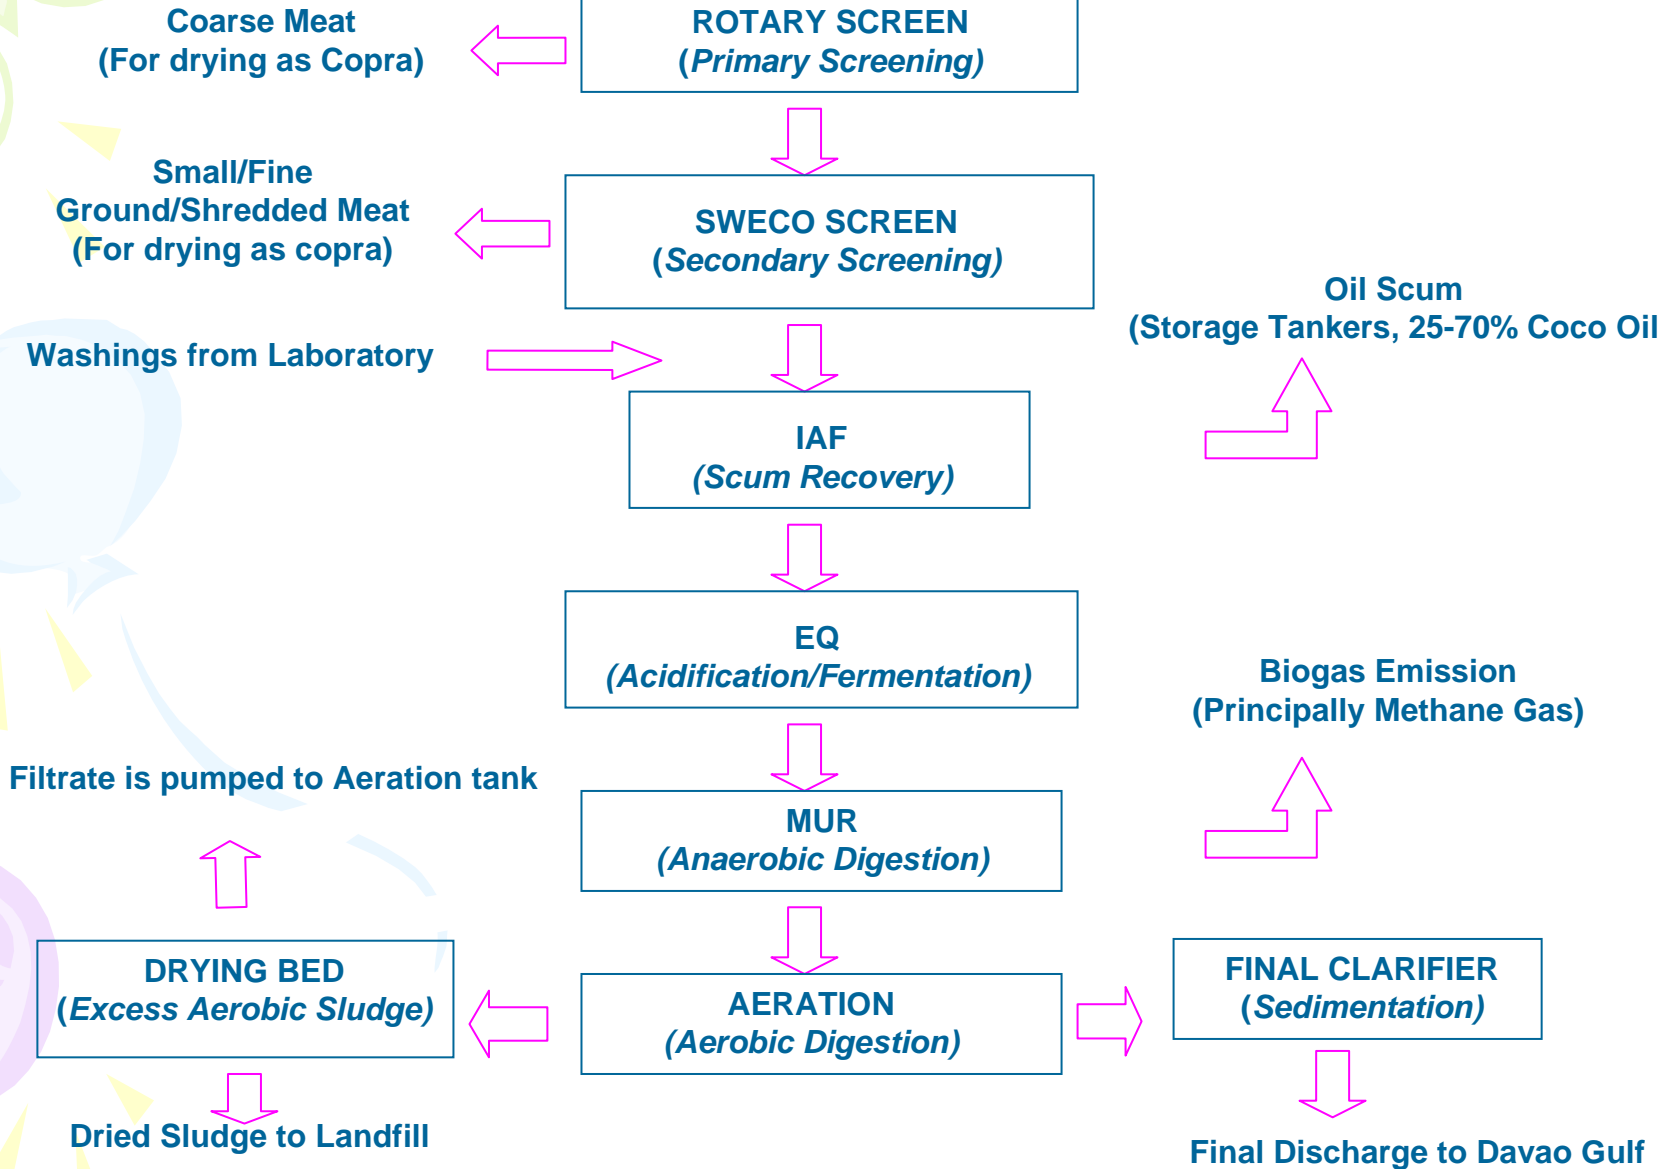 Coarse Meat
(For drying as Copra)
ROTARY SCREEN
(Primary Screening)
Small/Fine
Ground/Shredded Meat
(For drying as copra)
SWECO SCREEN
(Secondary Screening)
Oil Scum
(Storage Tankers, 25-70% Coco Oil
Washings from Laboratory
IAF
(Scum Recovery)
EQ
(Acidification/Fermentation)
Biogas Emission
(Principally Methane Gas)
Filtrate is pumped to Aeration tank
MUR
(Anaerobic Digestion)
DRYING BED
(Excess Aerobic Sludge)
AERATION
(Aerobic Digestion)
FINAL CLARIFIER
(Sedimentation)
Dried Sludge to Landfill
Final Discharge to Davao Gulf